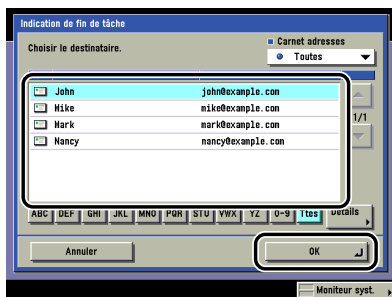 Indication de fin de tâche
Choisir le destinataire.
Carnet adresses
Toutes
John john@example.com
Mike mike@example.com
Mark mark@example.com
Nancy nancy@example.com
1/1
ABC DEF GHI JKL MNO PQR STU VWX YZ 0-9 Ttes Détails
Annuler OK
Moniteur syst.